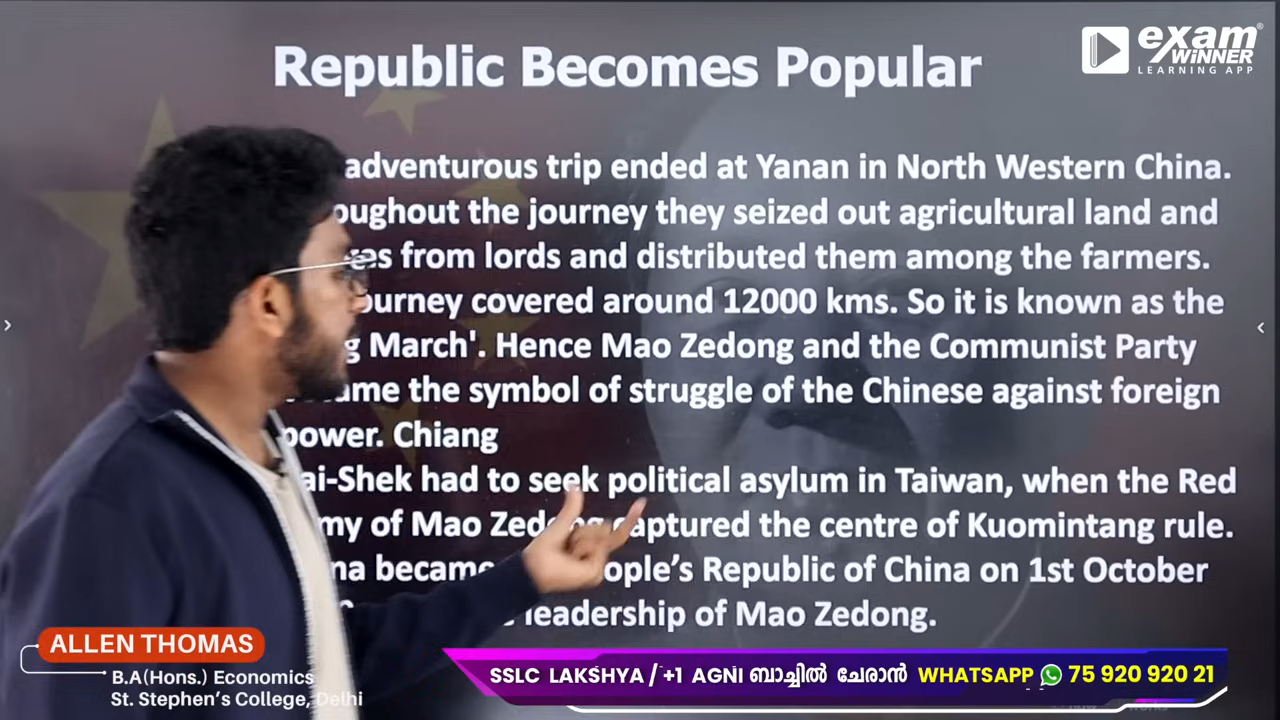 Republic Becomes Popular
exam
WINNER
LEARNING APP
adventurous trip ended at Yanan in North Western China.
oughout the journey they seized out agricultural land and
es from lords and distributed them among the farmers.
ourney covered around 12000 kms. So it is known as the
g March'. Hence Mao Zedong and the Communist Party
ame the symbol of struggle of the Chinese against foreign
power. Chiang
ai-Shek had to seek political asylum in Taiwan, when the Red
my of Mao Zedong captured the centre of Kuomintang rule.
na became ople’s Republic of China on 1st October
leadership of Mao Zedong.
ALLEN THOMAS
B.A(Hons.) Economics
St. Stephen’s College, Delhi
SSLC LAKSHYA / +1 AGNI ബാച്ചിൽ ചേരാൻ WHATSAPP 75 920 920 21